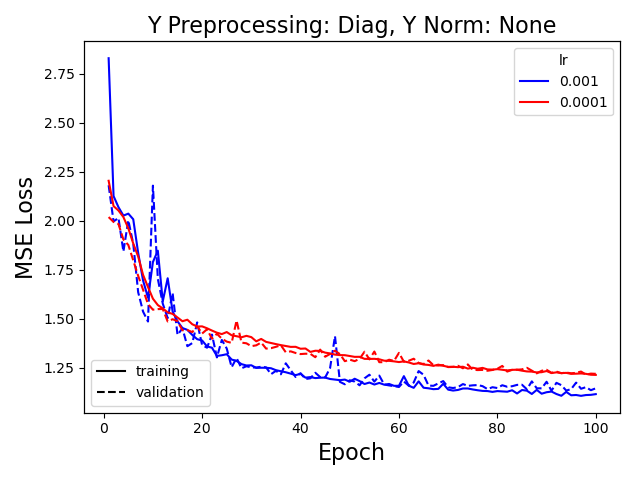 Y Preprocessing: Diag, Y Norm: None
MSE Loss
2.75
2.50
2.25
2.00
1.75
1.50
1.25
lr
0.001
0.0001
training
validation
0
20
40
60
80
100
Epoch